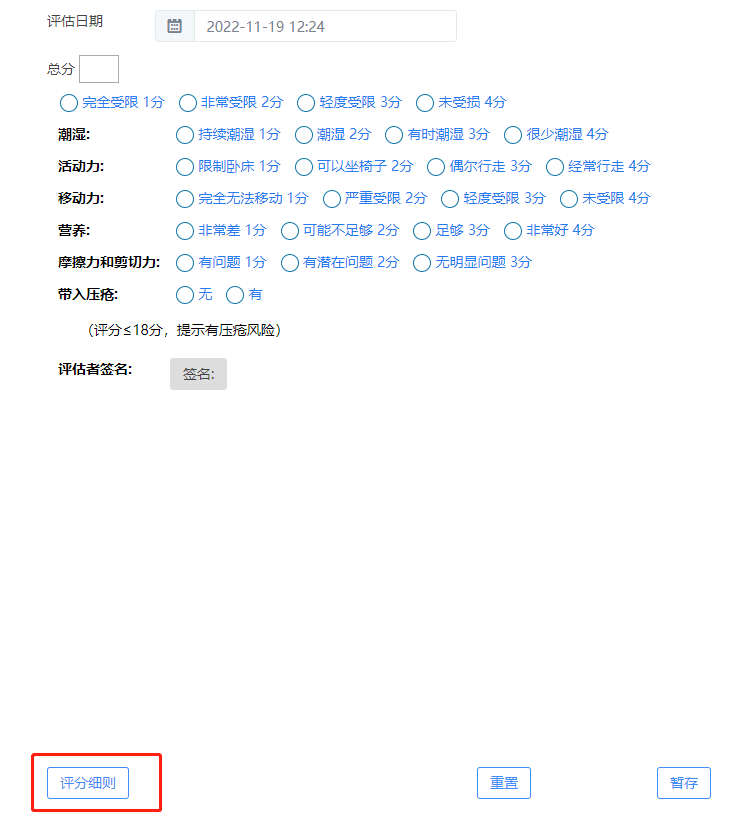 评估日期 2022-11-19 12:24
总分
完全受限 1分 非常受限 2分 轻度受限 3分 未受损 4分
潮湿: 持续潮湿 1分 潮湿 2分 有时潮湿 3分 很少潮湿 4分
活动力: 限制卧床 1分 可以坐椅子 2分 偶尔行走 3分 经常行走 4分
移动力: 完全无法移动 1分 严重受限 2分 轻度受限 3分 未受限 4分
营养: 非常差 1分 可能不足够 2分 足够 3分 非常好 4分
摩擦力和剪切力: 有问题 1分 有潜在问题 2分 无明显问题 3分
带入压疮: 无 有
（评分≤18分，提示有压疮风险）
评估者签名: 签名:
评分细则 重置 暂存